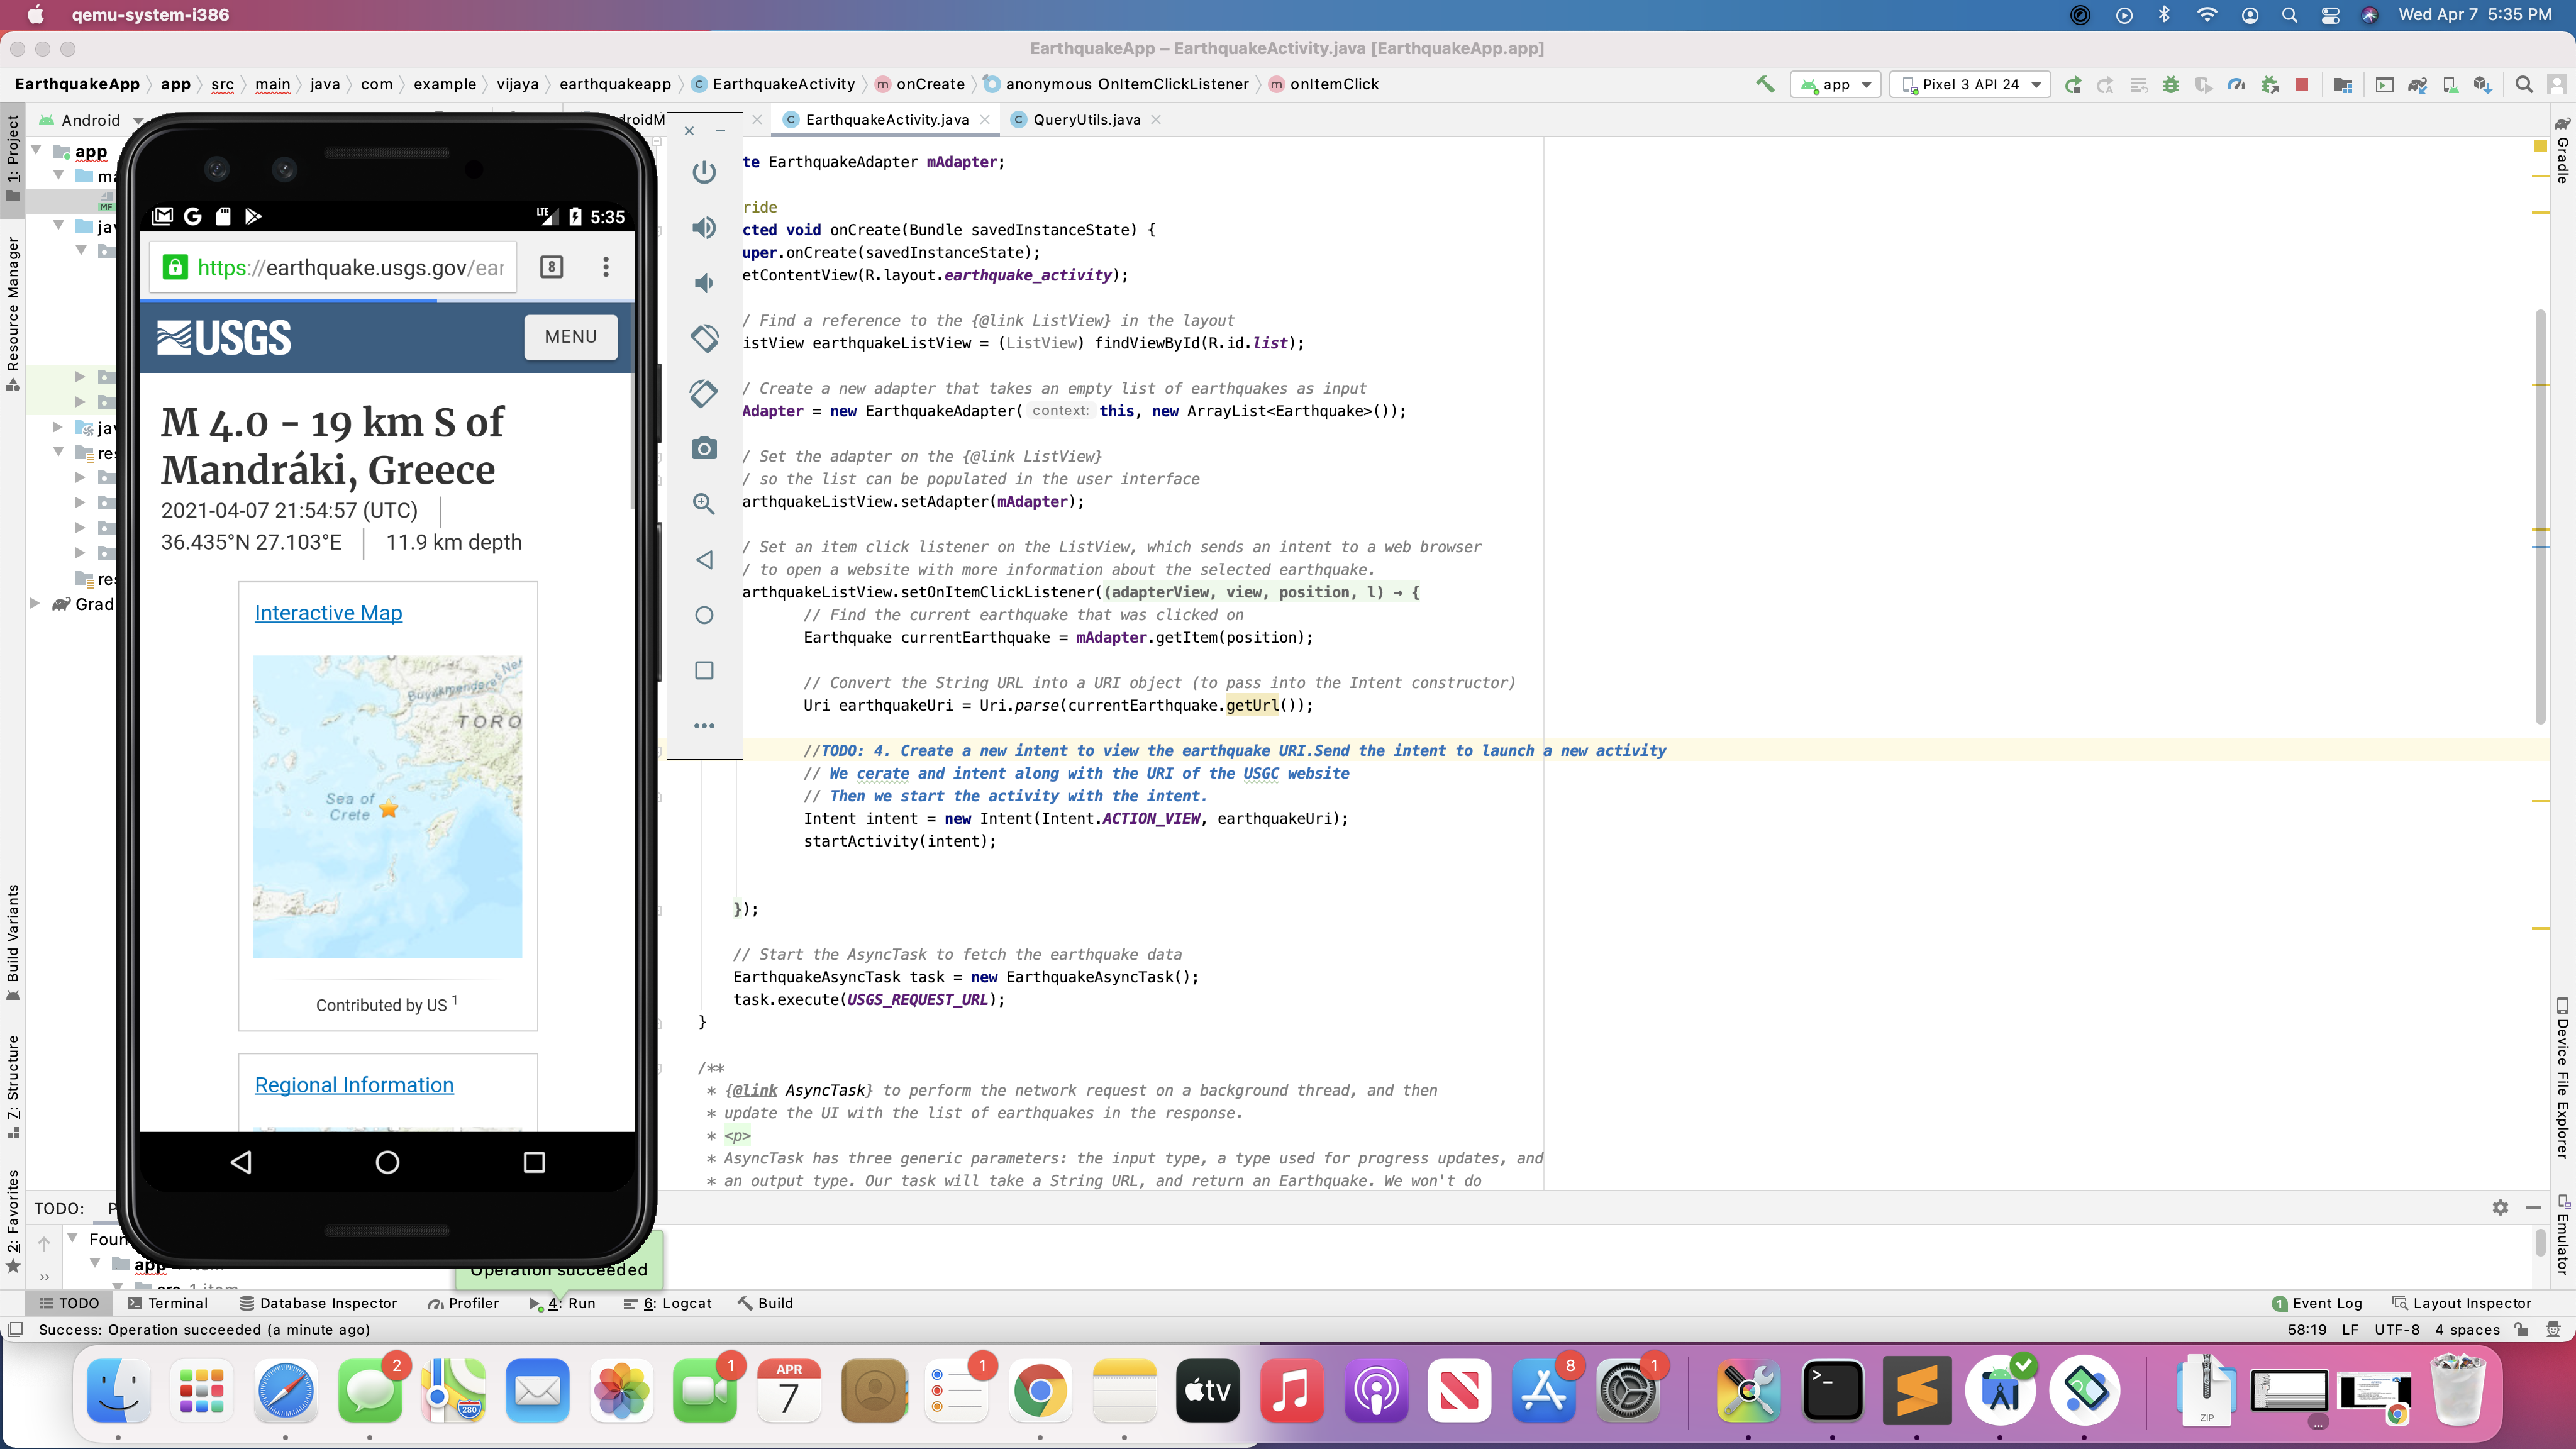 qemu-system-i386
Wed Apr 7 5:35 PM
EarthquakeApp – EarthquakeActivity.java [EarthquakeApp.app]
EarthquakeApp app src main java com example vijaya earthquakeapp EarthquakeActivity onCreate anonymous OnItemClickListener onItemClick
app Pixel 3 API 24
Android
droidM
EarthquakeActivity.java
QueryUtils.java
1: Project
Resource Manager
Build Variants
7: Structure
2: Favorites
Gradle
Device File Explorer
Emulator
app
ma
MF
jav
jav
res
res
Grad
LTE 5:35
https://earthquake.usgs.gov/ear
8
USGS
MENU
M 4.0 - 19 km S of
Mandráki, Greece
2021-04-07 21:54:57 (UTC)
36.435°N 27.103°E 11.9 km depth
Interactive Map
TORO
Sea of
Crete
Contributed by US 1
Regional Information
te EarthquakeAdapter mAdapter;
ride
cted void onCreate(Bundle savedInstanceState) {
uper.onCreate(savedInstanceState);
etContentView(R.layout.earthquake_activity);
/ Find a reference to the {@link ListView} in the layout
istView earthquakeListView = (ListView) findViewById(R.id.list);
/ Create a new adapter that takes an empty list of earthquakes as input
Adapter = new EarthquakeAdapter( context: this, new ArrayList<Earthquake>());
/ Set the adapter on the {@link ListView}
/ so the list can be populated in the user interface
arthquakeListView.setAdapter(mAdapter);
/ Set an item click listener on the ListView, which sends an intent to a web browser
/ to open a website with more information about the selected earthquake.
arthquakeListView.setOnItemClickListener((adapterView, view, position, l) → {
// Find the current earthquake that was clicked on
Earthquake currentEarthquake = mAdapter.getItem(position);
// Convert the String URL into a URI object (to pass into the Intent constructor)
Uri earthquakeUri = Uri.parse(currentEarthquake.getUrl());
//TODO: 4. Create a new intent to view the earthquake URI.Send the intent to launch a new activity
// We cerate and intent along with the URI of the USGC website
// Then we start the activity with the intent.
Intent intent = new Intent(Intent.ACTION_VIEW, earthquakeUri);
startActivity(intent);
});
// Start the AsyncTask to fetch the earthquake data
EarthquakeAsyncTask task = new EarthquakeAsyncTask();
task.execute(USGS_REQUEST_URL);
}
/**
* {@link AsyncTask} to perform the network request on a background thread, and then
* update the UI with the list of earthquakes in the response.
* <p>
* AsyncTask has three generic parameters: the input type, a type used for progress updates, and
* an output type. Our task will take a String URL, and return an Earthquake. We won't do
TODO: P
Foun
app
src 1 item
Operation succeeded
TODO Terminal Database Inspector Profiler 4: Run 6: Logcat Build
1 Event Log Layout Inspector
Success: Operation succeeded (a minute ago)
58:19 LF UTF-8 4 spaces
2
280
1
APR
7
1
tv
8
1
>_
ZIP